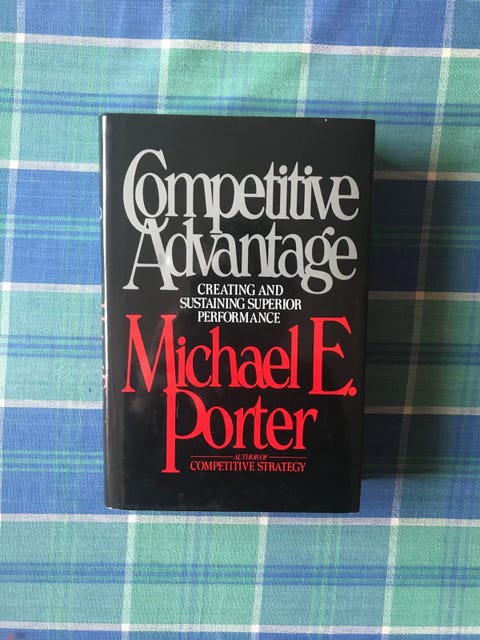 Competitive
Advantage
CREATING AND
SUSTAINING SUPERIOR
PERFORMANCE
Michael E.
Porter
AUTHOR OF
COMPETITIVE STRATEGY